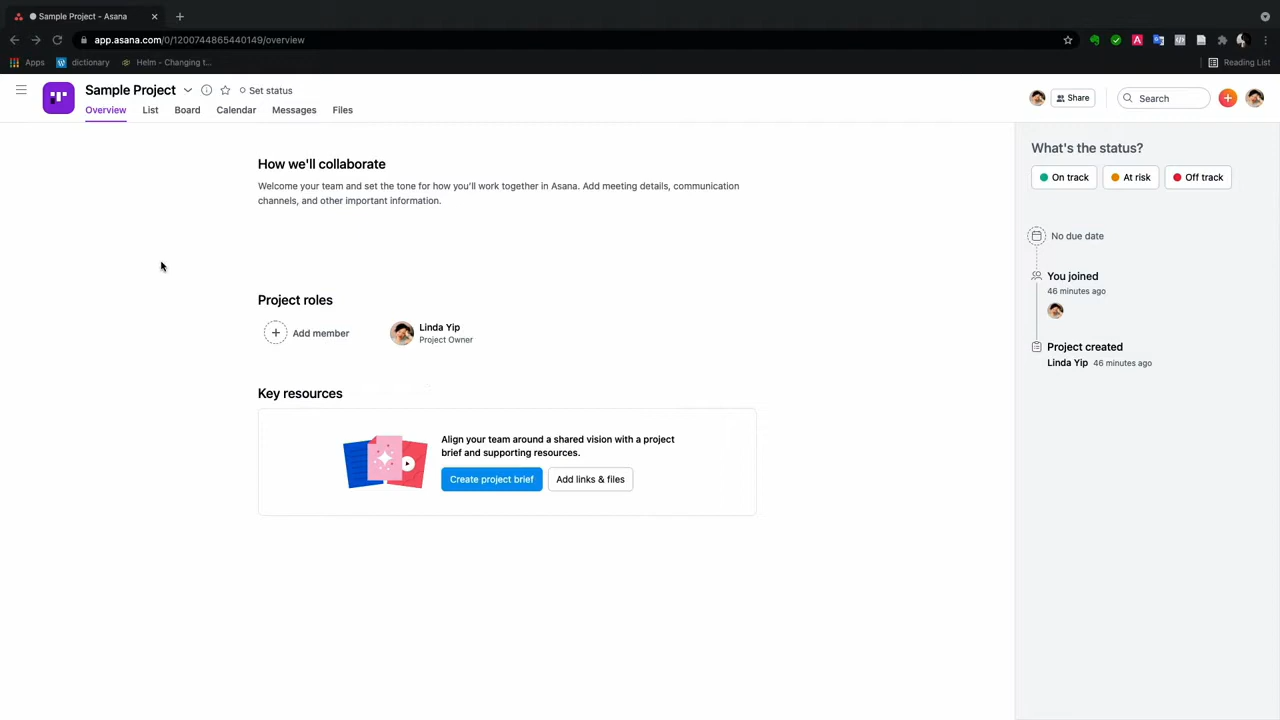 Sample Project - Asana
app.asana.com/0/1200744865440149/overview
Apps
dictionary
Helm - Changing t...
Reading List
Sample Project
Set status
Overview
List
Board
Calendar
Messages
Files
Share
Search
How we'll collaborate
Welcome your team and set the tone for how you'll work together in Asana. Add meeting details, communication
channels, and other important information.
Project roles
Add member
Linda Yip
Project Owner
Key resources
Align your team around a shared vision with a project
brief and supporting resources.
Create project brief
Add links & files
What's the status?
On track
At risk
Off track
No due date
You joined
46 minutes ago
Project created
Linda Yip 46 minutes ago